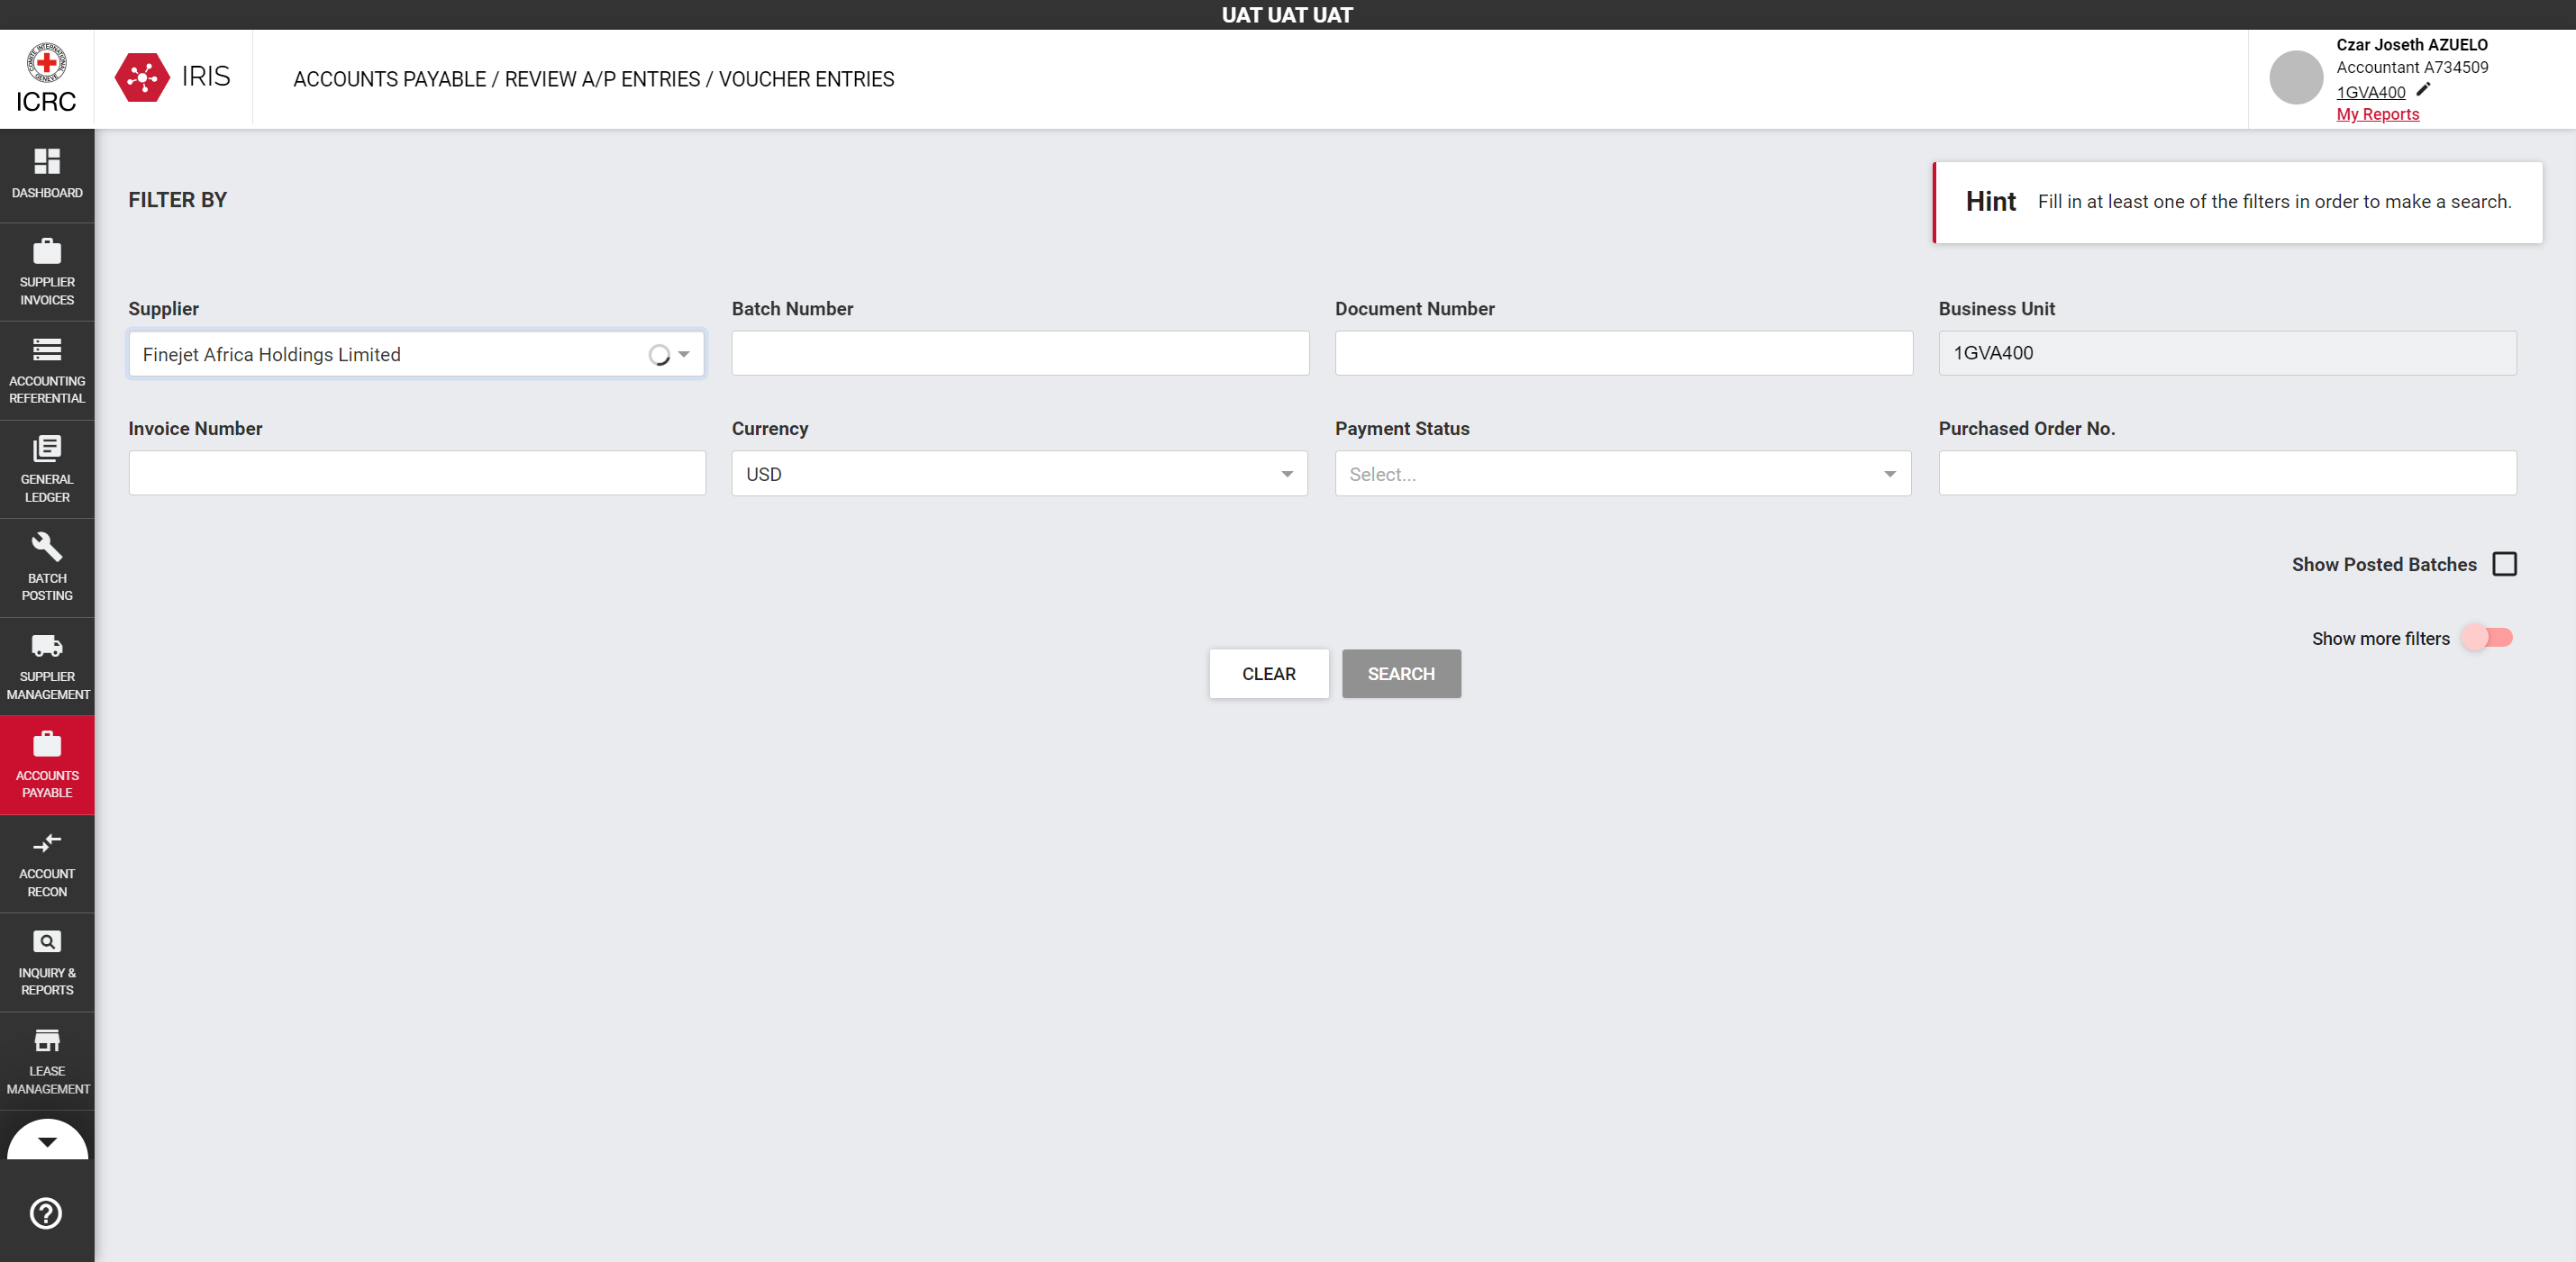 UAT UAT UAT
COMITE INTERNATIONAL GENEVE
ICRC
IRIS
ACCOUNTS PAYABLE / REVIEW A/P ENTRIES / VOUCHER ENTRIES
Czar Joseth AZUELO
Accountant A734509
1GVA400
My Reports
DASHBOARD
SUPPLIER
INVOICES
ACCOUNTING
REFERENTIAL
GENERAL
LEDGER
BATCH
POSTING
SUPPLIER
MANAGEMENT
ACCOUNTS
PAYABLE
ACCOUNT
RECON
INQUIRY &
REPORTS
LEASE
MANAGEMENT
FILTER BY
Hint Fill in at least one of the filters in order to make a search.
Supplier Batch Number Document Number Business Unit
Finejet Africa Holdings Limited 1GVA400
Invoice Number Currency Payment Status Purchased Order No.
USD Select...
Show Posted Batches
Show more filters
CLEAR SEARCH